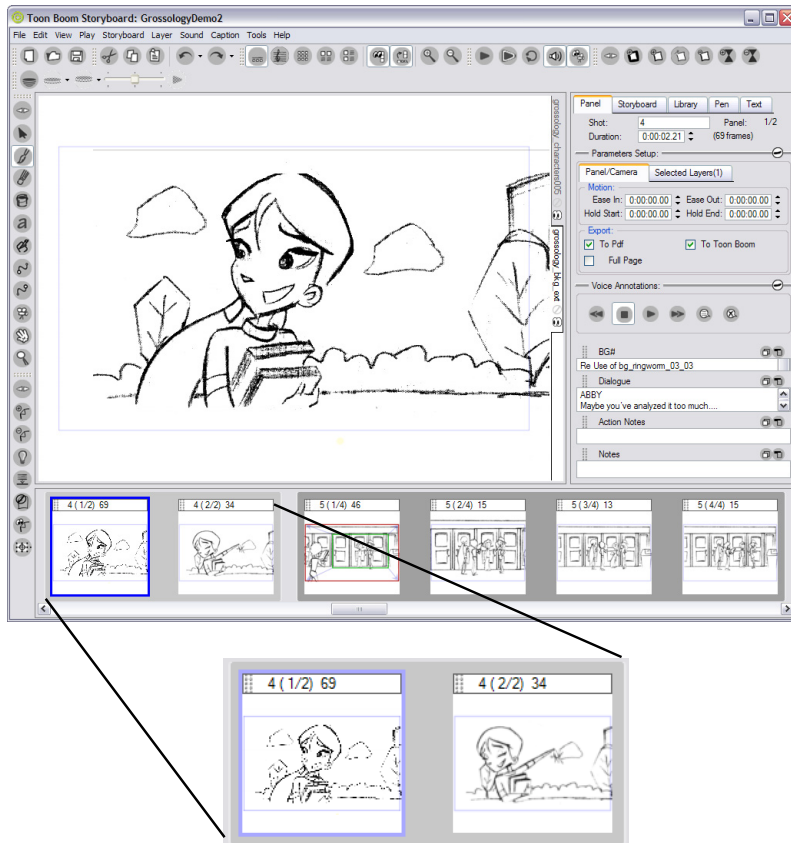 Toon Boom Storyboard: GrossologyDemo2
File Edit View Play Storyboard Layer Sound Caption Tools Help
grossology_characters005
grossology_bkg_ext
Panel Storyboard Library Pen Text
Shot: 4 Panel: 1/2
Duration: 0:00:02.21 (69 frames)
Parameters Setup:
Panel/Camera Selected Layers(1)
Motion:
Ease In: 0:00:00.00 Ease Out: 0:00:00.00
Hold Start: 0:00:00.00 Hold End: 0:00:00.00
Export:
To Pdf To Toon Boom
Full Page
Voice Annotations:
BG#
Re Use of bg_ringworm_03_03
Dialogue
ABBY
Maybe you've analyzed it too much....
Action Notes
Notes
4 ( 1/2) 69 4 ( 2/2) 34 5 ( 1/4) 46 5 ( 2/4) 15 5 ( 3/4) 13 5 ( 4/4) 15
4 ( 1/2) 69 4 ( 2/2) 34